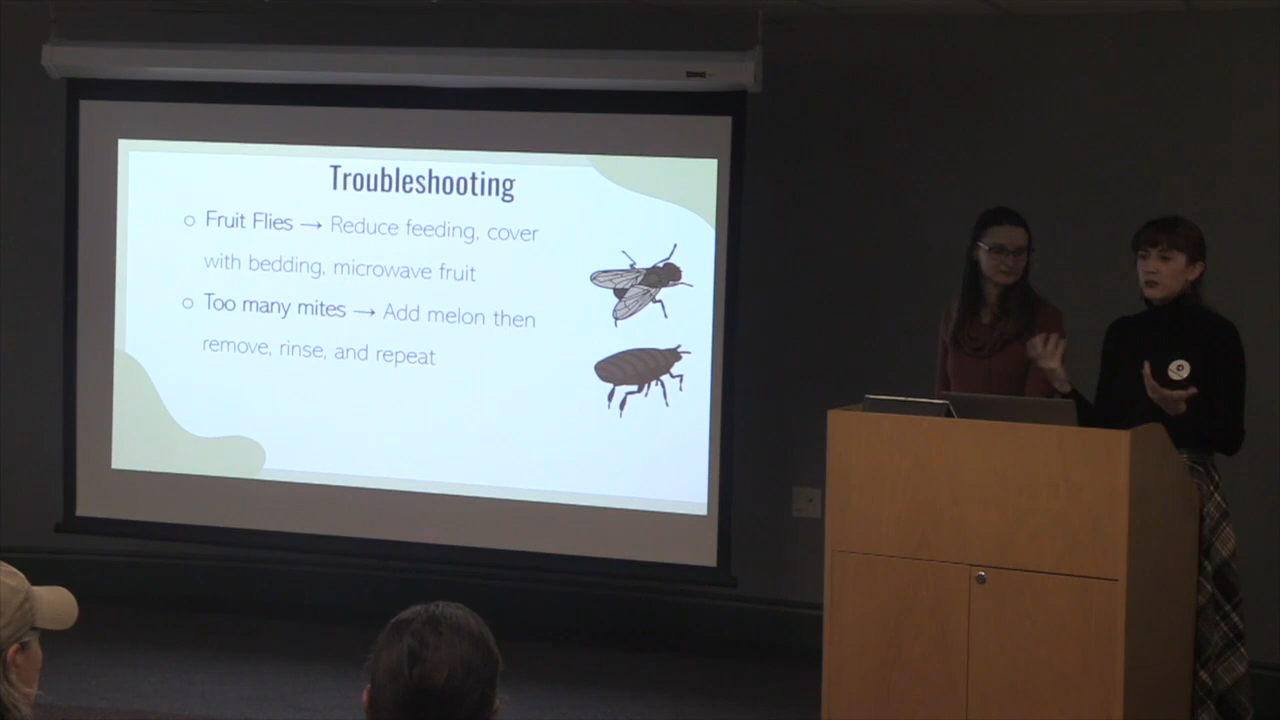 Troubleshooting
○ Fruit Flies → Reduce feeding, cover
with bedding, microwave fruit
○ Too many mites → Add melon then
remove, rinse, and repeat